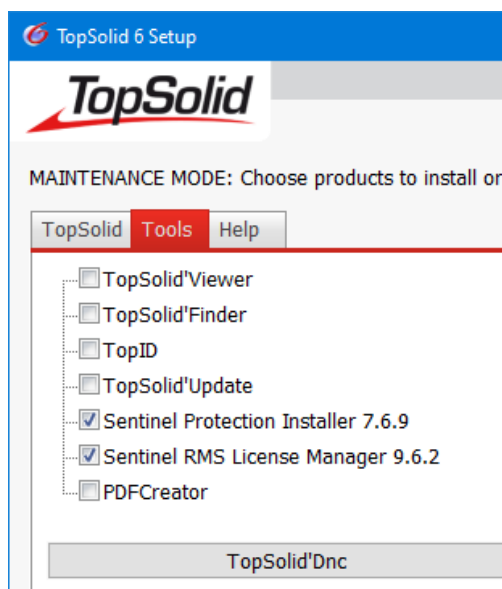 TopSolid 6 Setup
TopSolid
MAINTENANCE MODE: Choose products to install or
TopSolid Tools Help
TopSolid'Viewer
TopSolid'Finder
TopID
TopSolid'Update
Sentinel Protection Installer 7.6.9
Sentinel RMS License Manager 9.6.2
PDFCreator
TopSolid'Dnc